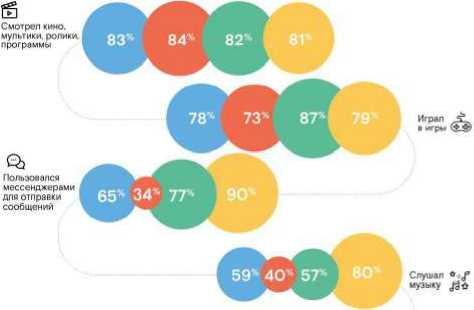 Смотрел кино,
мультики, ролики,
программы
83% 84% 82% 81%
78% 73% 87% 79%
Играл
в игры
Пользовался
мессенджерами
для отправки
сообщений
65% 34% 77% 90%
59% 40% 57% 80%
Слушал
музыку